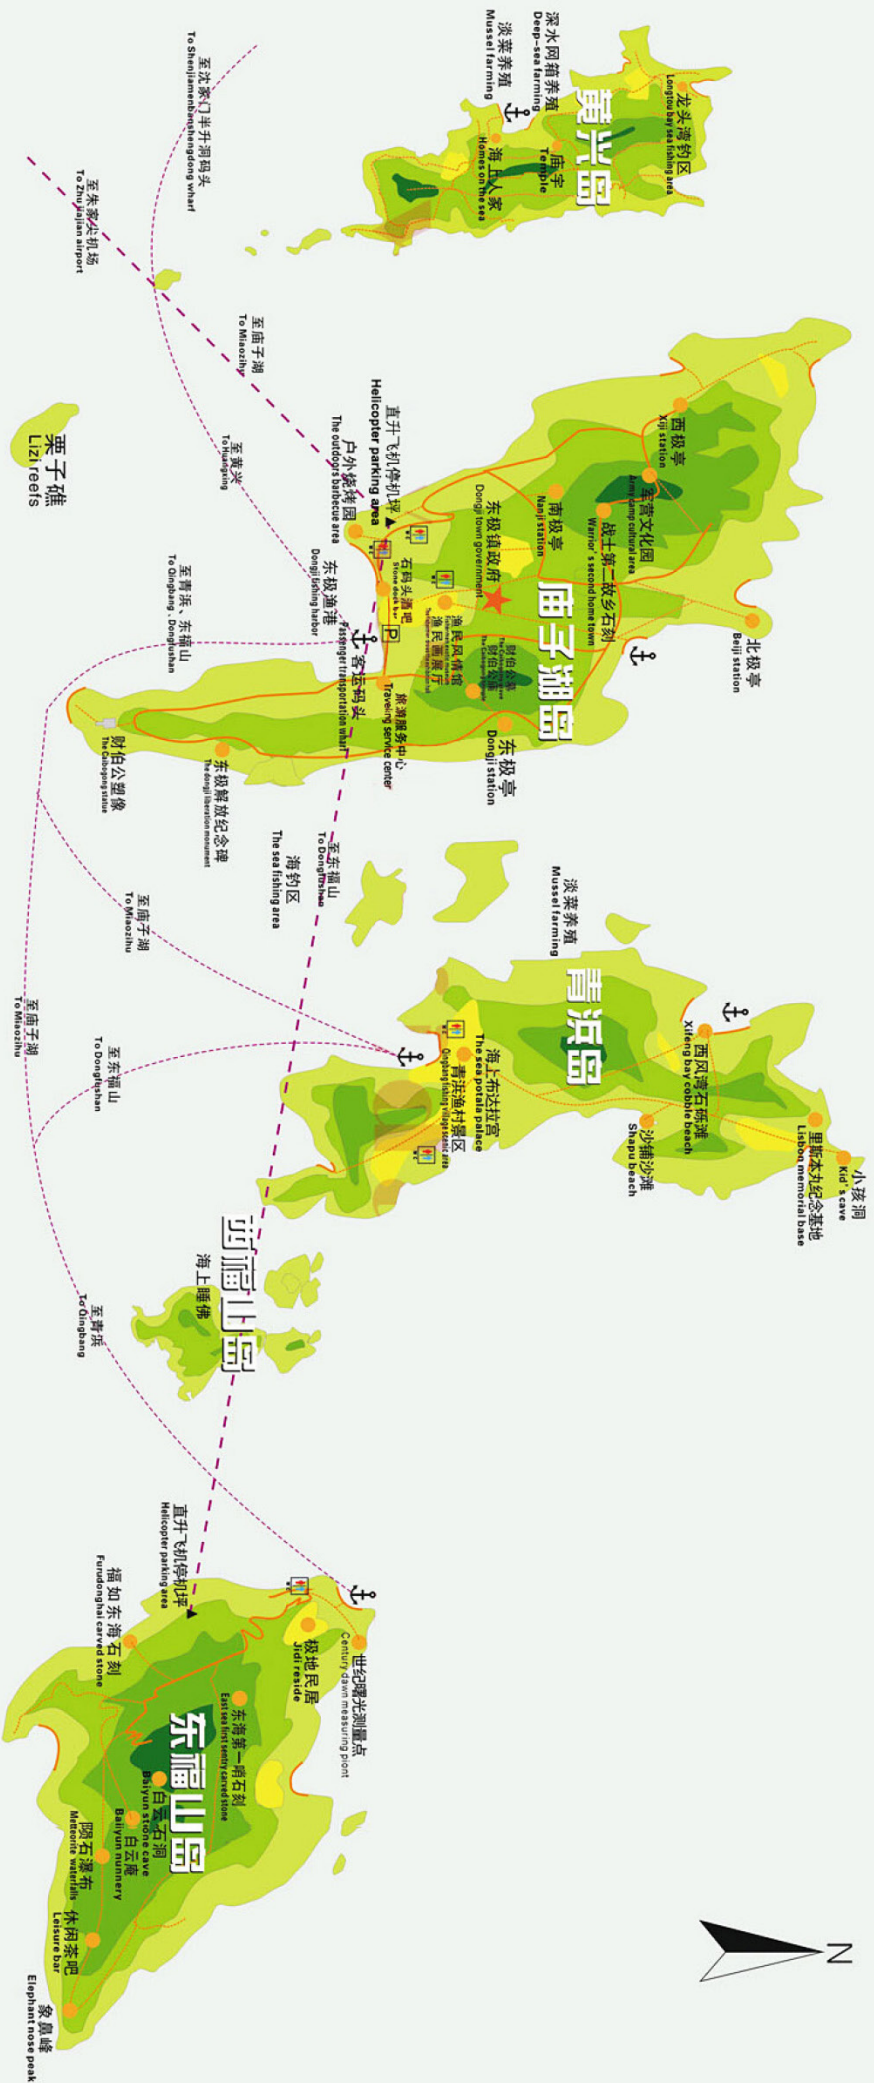 龙头湾钓区
Longtou bay sea fishing area
黄兴岛
深水网箱养殖
Deep-sea farming
淡菜养殖
Mussel farming
庙宇
Temple
海上人家
Homes on the sea
至沈家门半升洞码头
To Shenjiamenbanshengdong wharf
至朱家尖机场
To Zhujiajian airport
至庙子湖
To Miaozihu
至黄兴
To Huangxing
栗子礁
Lizi reefs
西极亭
Xiji station
军营文化园
Army camp cultural area
战士第二故乡石刻
Warrior's second home town
北极亭
Beiji station
南极亭
Nanji station
庙子湖岛
东极镇政府
Dongji town government
直升飞机停机坪
Helicopter parking area
户外烧烤园
The outdoors barbecue area
石码头酒吧
Stone dock bar
东极渔港
Dongji fishing harbor
P
渔民风情馆
渔民画展厅
财伯公墓
财伯公庙
东极亭
Dongji station
客运码头
Passenger transportation wharf
旅游服务中心
Traveking service center
至青浜、东福山
To Qingbang、Dongfushan
财伯公塑像
The Caibogong statue
东极解放纪念碑
The dongji liberation monument
海钓区
The sea fishing area
至东福山
To Dongfushan
至庙子湖
To Miaozihu
至庙子湖
To Miaozihu
至东福山
To Dongfushan
淡菜养殖
Mussel farming
青浜岛
西风湾石砾滩
Xifeng bay cobble beach
小孩洞
Kid's cave
里斯本丸纪念基地
Lisbon memorial base
沙铺沙滩
Shapu beach
海上布达拉宫
The sea potala palace
青浜渔村景区
Qingbang fishing village scenic area
西福山岛
海上睡佛
至青浜
To Qingbang
直升飞机停机坪
Helicopter parking area
福如东海石刻
Furudonghai carved stone
世纪曙光测量点
Century dawn measuring piont
极地民居
Jidi reside
东海第一哨石刻
East sea first sentry carved stone
东福山岛
白云石洞
Baiyun stione cave
白云庵
Baiiyun nunnery
陨石瀑布
Metteorite waterfalls
休闲茶吧
Leisure bar
象鼻峰
Elephant nose peak
N